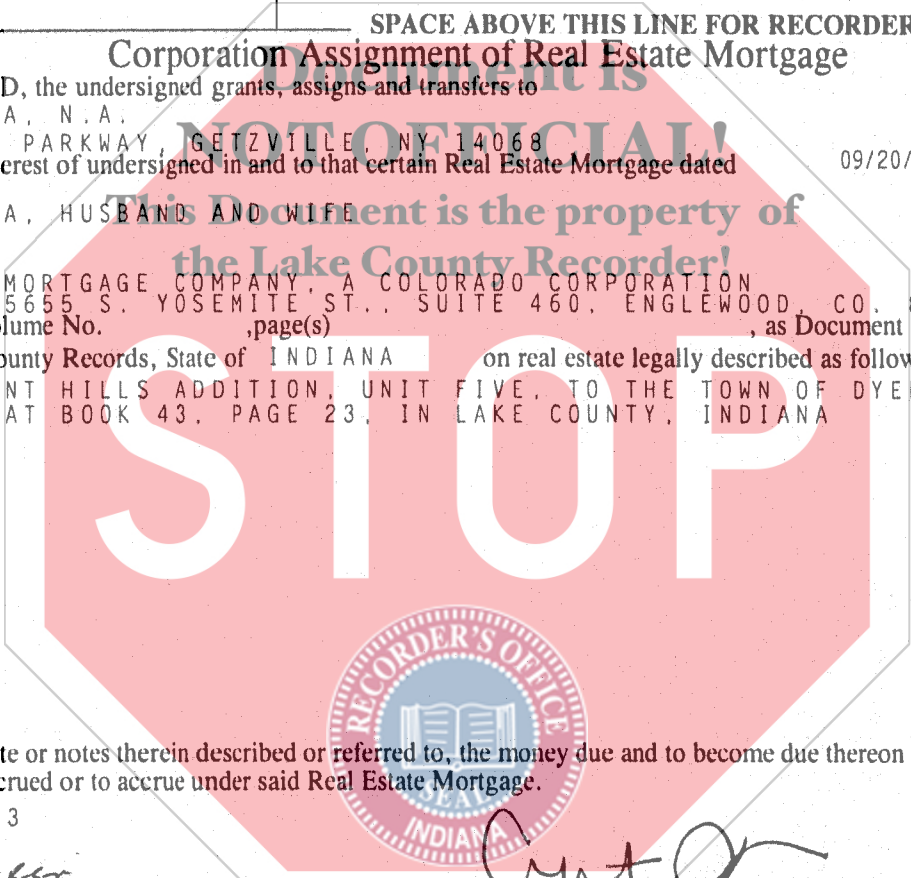 SPACE ABOVE THIS LINE FOR RECORDER
Corporation Assignment of Real Estate Mortgage
Document is
D, the undersigned grants, assigns and transfers to
A, N.A.
NOT OFFICIAL!
PARKWAY, GETZVILLE, NY 14068
erest of undersigned in and to that certain Real Estate Mortgage dated 09/20/
This Document is the property of
A, HUSBAND AND WIFE
the Lake County Recorder!
MORTGAGE COMPANY, A COLORADO CORPORATION
5655 S. YOSEMITE ST., SUITE 460, ENGLEWOOD, CO.
lume No. ,page(s) , as Document
ounty Records, State of INDIANA on real estate legally described as follow
NT HILLS ADDITION, UNIT FIVE, TO THE TOWN OF DYE
AT BOOK 43, PAGE 23, IN LAKE COUNTY, INDIANA
STOP
RECORDER'S OFFICE
te or notes therein described or referred to, the money due and to become due thereon
crued or to accrue under said Real Estate Mortgage.
SEAL
3
INDIANA